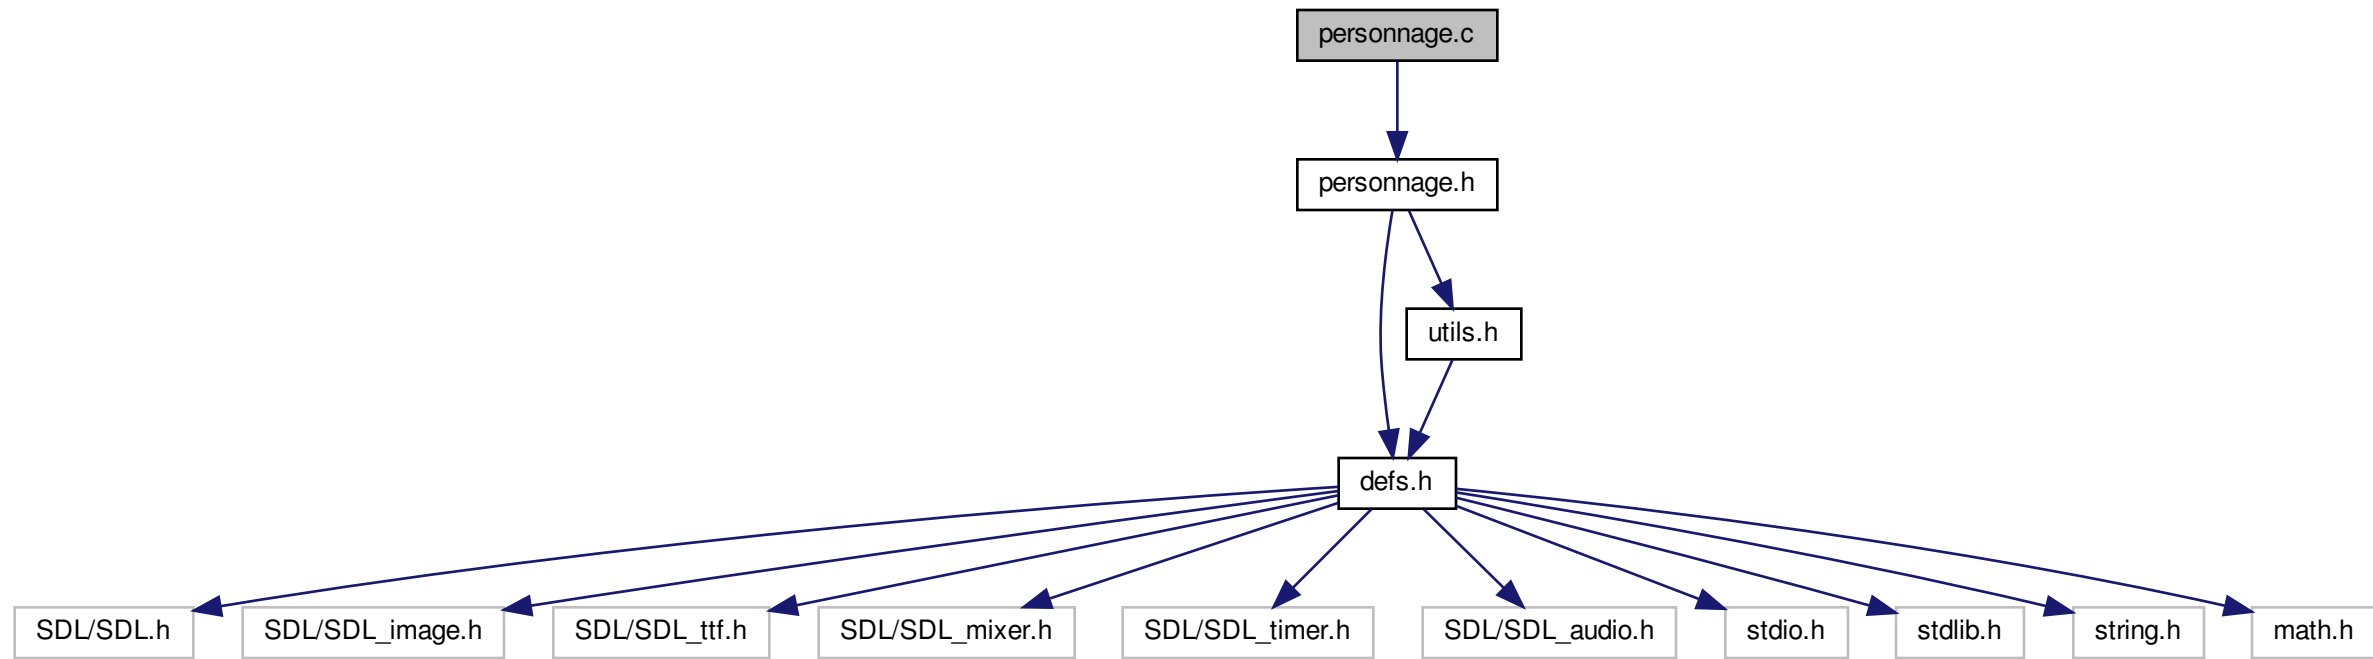 personnage.c
personnage.h
utils.h
defs.h
SDL/SDL.h
SDL/SDL_image.h
SDL/SDL_ttf.h
SDL/SDL_mixer.h
SDL/SDL_timer.h
SDL/SDL_audio.h
stdio.h
stdlib.h
string.h
math.h